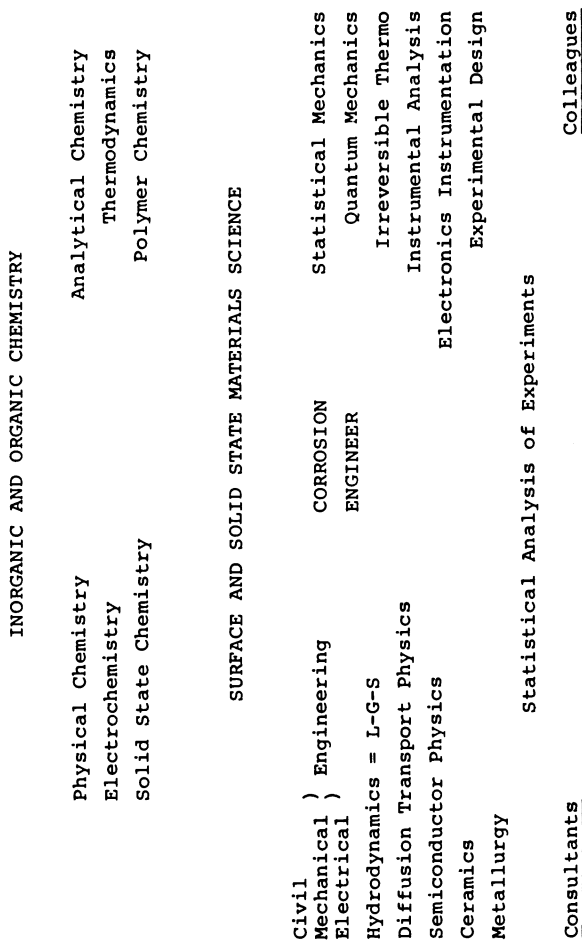 INORGANIC AND ORGANIC CHEMISTRY
Physical Chemistry Analytical Chemistry
Electrochemistry Thermodynamics
Solid State Chemistry Polymer Chemistry
SURFACE AND SOLID STATE MATERIALS SCIENCE
Civil
Mechanical ) Engineering CORROSION Statistical Mechanics
Electrical ) ENGINEER Quantum Mechanics
Hydrodynamics = L-G-S Irreversible Thermo
Diffusion Transport Physics Instrumental Analysis
Semiconductor Physics Electronics Instrumentation
Ceramics Experimental Design
Metallurgy
Statistical Analysis of Experiments
Consultants Colleagues